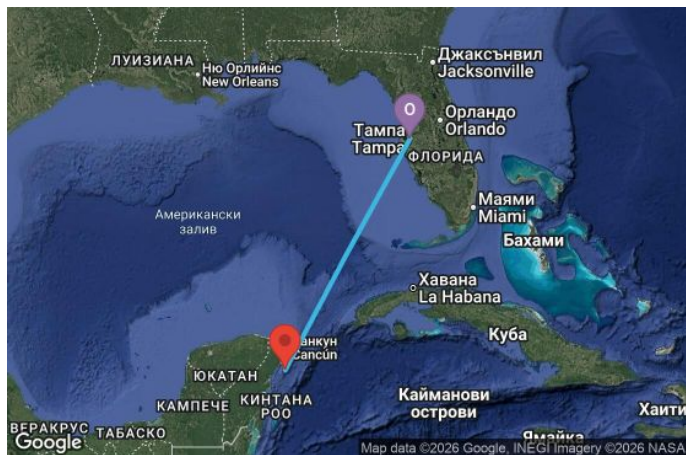 ЛУИЗИАНА
Ню Орлийнс
New Orleans
Джаксънвил
Jacksonville
O
Орландо
Orlando
Тампа
Tampa
ФЛОРИДА
Маями
Miami
Американски
залив
Бахами
Хавана
La Habana
Куба
анкун
Cancún
ЮКАТАН
КАМПЕЧЕ
КИНТАНА
РОО
Кайманови
острови
Хаити
ВЕРАКРУС
ТАБАСКО
Ямайка
Google
Map data ©2026 Google, INEGI Imagery ©2026 NASA